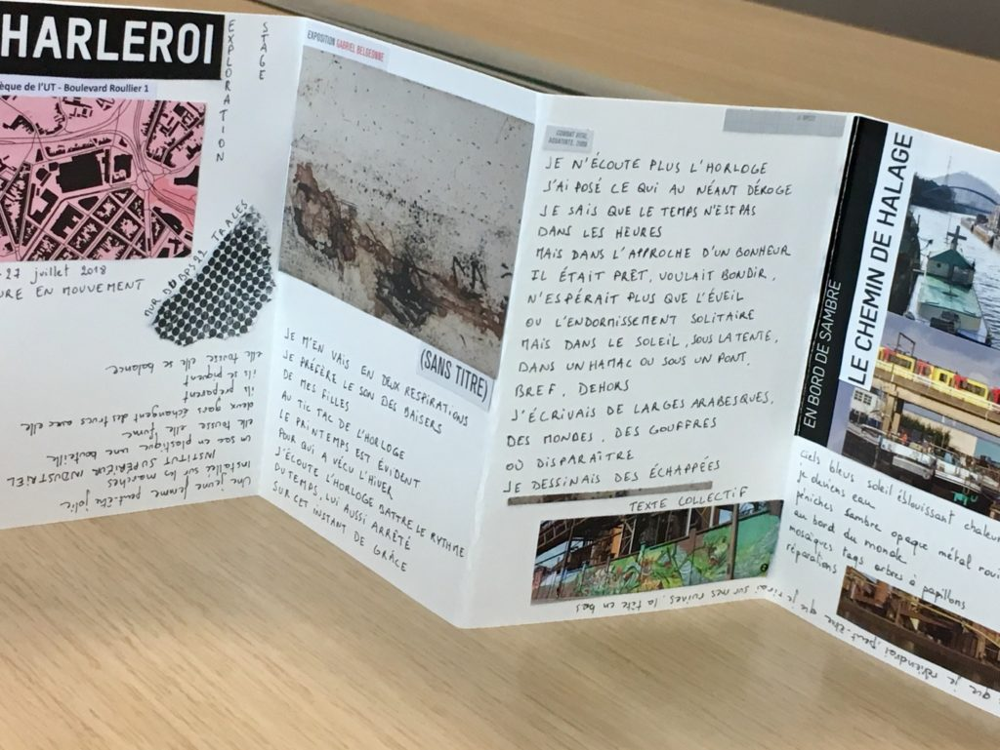 HARLEROI
EXPLORATION
STAGE
èque de l'UT - Boulevard Roullier 1
27 juillet 2018
URE EN MOUVEMENT
TRACES
Une jeune femme peut-être jolie
Installée sur les marches
INSTITUT SUPERIEUR INDUSTRIEL
un sac en plastique une bouteille
elle tousse elle fume
deux gars échangent des trucs avec elle
ils préparent
ils se piquent
elle tousse elle se balance
EXPOSITION GABRIEL BELGEONNE
(SANS TITRE)
JE M'EN VAIS EN DEUX RESPIRATIONS
JE PRÉFÈRE LE SON DES BAISERS
DE MES FILLES
AU TIC TAC DE L'HORLOGE
LE PRINTEMPS EST ÉVIDENT
POUR QUI A VÉCU L'HIVER
J'ÉCOUTE L'HORLOGE BATTRE LE RYTHME
DU TEMPS, LUI AUSSI ARRÊTÉ
SUR CET INSTANT DE GRÂCE
AQUATINTE, 2008
JE N'ÉCOUTE PLUS L'HORLOGE
J'AI POSÉ CE QUI AU NÉANT DÉROGE
JE SAIS QUE LE TEMPS N'EST PAS
DANS LES HEURES
MAIS DANS L'APPROCHE D'UN BONHEUR
IL ÉTAIT PRÊT, VOULAIT BONDIR,
N'ESPÉRAIT PLUS QUE L'ÉVEIL
OU L'ENDORMISSEMENT SOLITAIRE
MAIS DANS LE SOLEIL, SOUS LA TENTE,
DANS UN HAMAC OU SOUS UN PONT.
BREF, DEHORS
J'ÉCRIVAIS DE LARGES ARABESQUES,
DES MONDES, DES GOUFFRES
OÙ DISPARAÎTRE
JE DESSINAIS DES ÉCHAPPÉES
TEXTE COLLECTIF
EN BORD DE SAMBRE
LE CHEMIN DE HALAGE
ciels bleus soleil éblouissant chaleur
je deviens eau
péniches sambre opaque métal roui
au bord du monde
mosaïques tags arbres à papillons
réparations
que je reviendrai, peut-être que je rirai sur mes ruines, la tête en bas